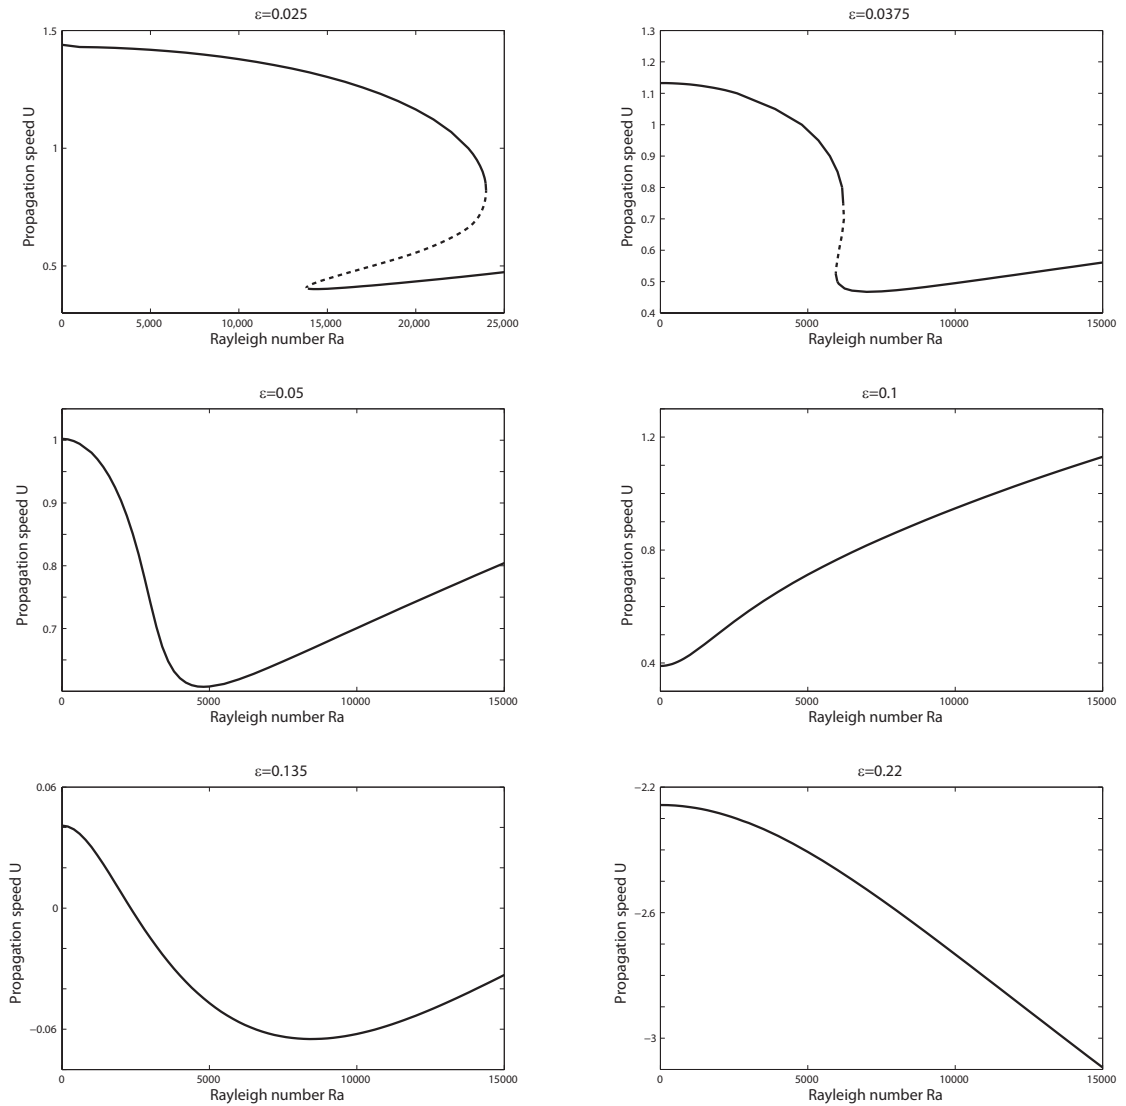 ε=0.025
1.5
1
0.5
0
5,000
10,000
15,000
20,000
25,000
Propagation speed U
Rayleigh number Ra
ε=0.0375
1.3
1.2
1.1
1
0.9
0.8
0.7
0.6
0.5
0.4
0
5000
10000
15000
Propagation speed U
Rayleigh number Ra
ε=0.05
1
0.9
0.8
0.7
0
5000
10000
15000
Propagation speed U
Rayleigh number Ra
ε=0.1
1.2
0.8
0.4
0
5000
10000
15000
Propagation speed U
Rayleigh number Ra
ε=0.135
0.06
0
−0.06
0
5000
10000
15000
Propagation speed U
Rayleigh number Ra
ε=0.22
−2.2
−2.6
−3
0
5000
10000
15000
Propagation speed U
Rayleigh number Ra